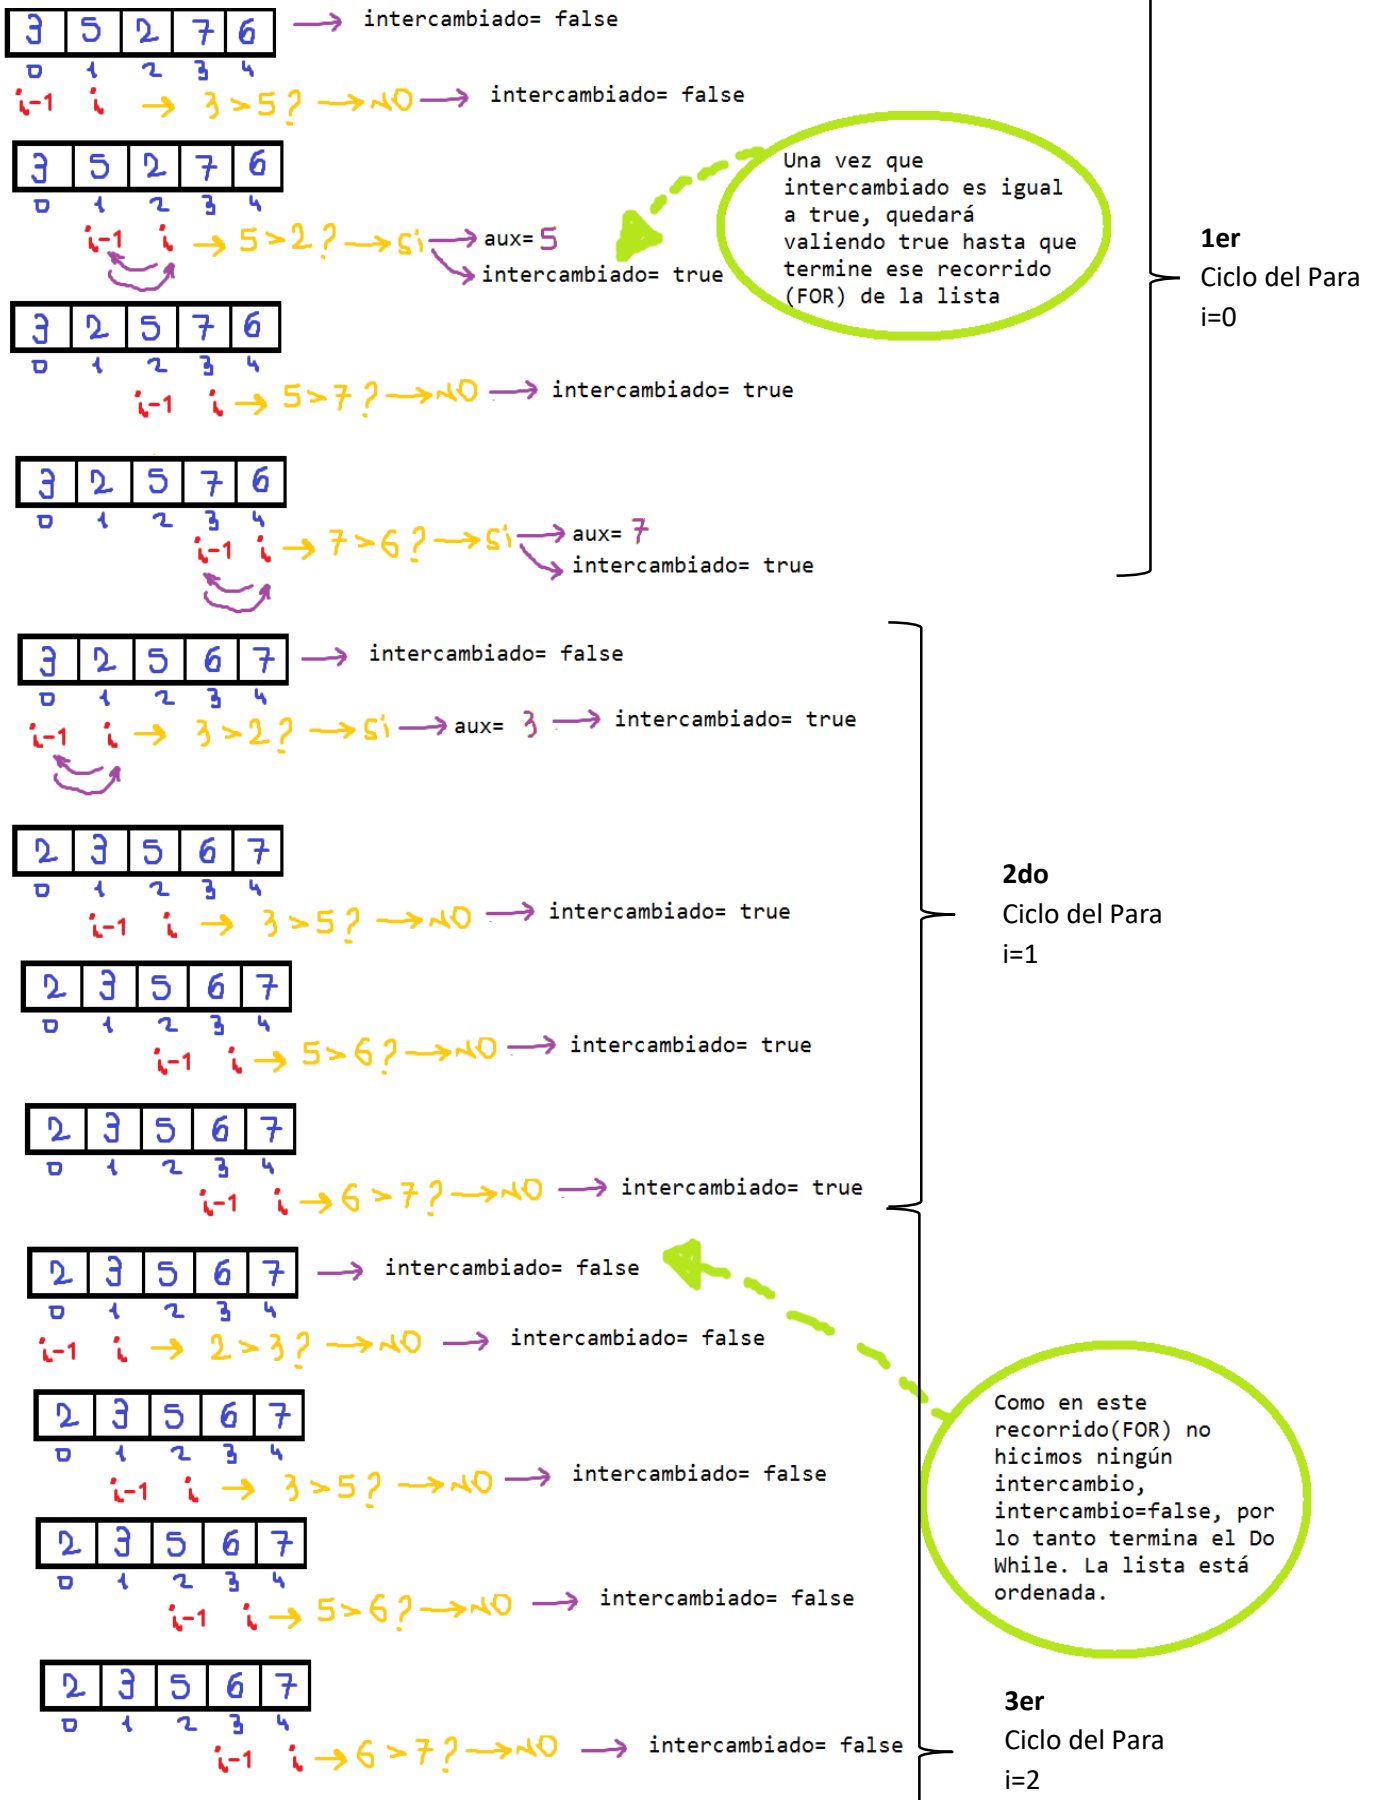 3 5 2 7 6 → intercambiado= false
0 1 2 3 4
i-1 i → 3 > 5 ? → NO → intercambiado= false
3 5 2 7 6
0 1 2 3 4
i-1 i → 5 > 2 ? → Si → aux= 5
→ intercambiado= true
Una vez que
intercambiado es igual
a true, quedará
valiendo true hasta que
termine ese recorrido
(FOR) de la lista
1er
Ciclo del Para
i=0
3 2 5 7 6
0 1 2 3 4
i-1 i → 5 > 7 ? → NO → intercambiado= true
3 2 5 7 6
0 1 2 3 4
i-1 i → 7 > 6 ? → Si → aux= 7
→ intercambiado= true
3 2 5 6 7 → intercambiado= false
0 1 2 3 4
i-1 i → 3 > 2 ? → Si → aux= 3 → intercambiado= true
2 3 5 6 7
0 1 2 3 4
i-1 i → 3 > 5 ? → NO → intercambiado= true
2do
Ciclo del Para
i=1
2 3 5 6 7
0 1 2 3 4
i-1 i → 5 > 6 ? → NO → intercambiado= true
2 3 5 6 7
0 1 2 3 4
i-1 i → 6 > 7 ? → NO → intercambiado= true
2 3 5 6 7 → intercambiado= false
0 1 2 3 4
i-1 i → 2 > 3 ? → NO → intercambiado= false
2 3 5 6 7
0 1 2 3 4
i-1 i → 3 > 5 ? → NO → intercambiado= false
Como en este
recorrido(FOR) no
hicimos ningún
intercambio,
intercambio=false, por
lo tanto termina el Do
While. La lista está
ordenada.
2 3 5 6 7
0 1 2 3 4
i-1 i → 5 > 6 ? → NO → intercambiado= false
2 3 5 6 7
0 1 2 3 4
i-1 i → 6 > 7 ? → NO → intercambiado= false
3er
Ciclo del Para
i=2